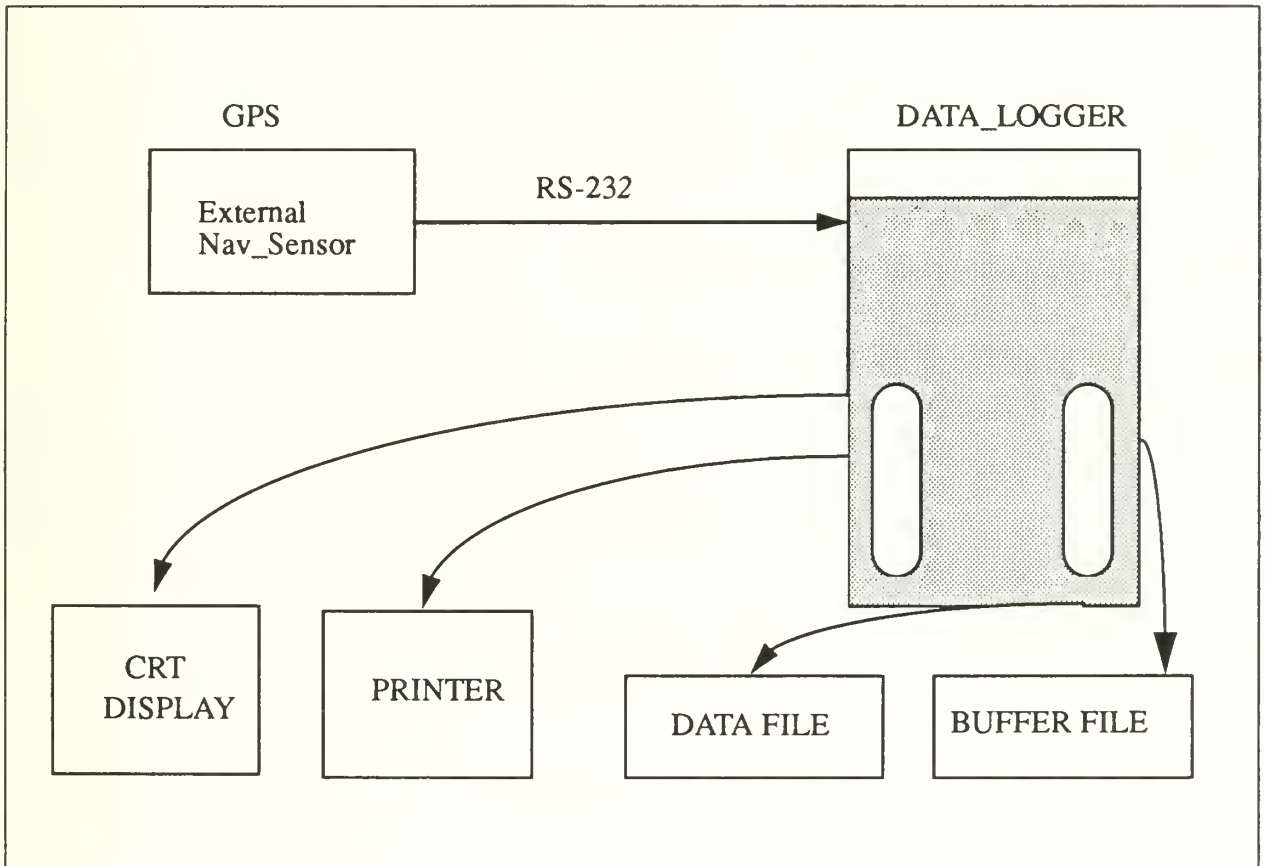 GPS
DATA_LOGGER
RS-232
External
Nav_Sensor
CRT
DISPLAY
PRINTER
DATA FILE
BUFFER FILE